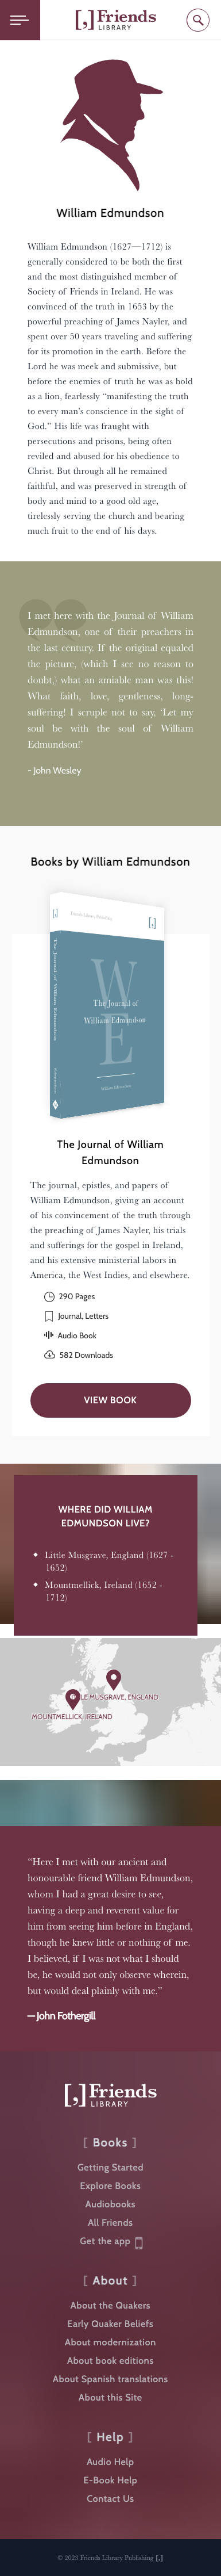 [,] Friends
LIBRARY
William Edmundson
William Edmundson (1627—1712) is
generally considered to be both the first
and the most distinguished member of
Society of Friends in Ireland. He was
convinced of the truth in 1653 by the
powerful preaching of James Nayler, and
spent over 50 years traveling and suffering
for its promotion in the earth. Before the
Lord he was meek and submissive, but
before the enemies of truth he was as bold
as a lion, fearlessly “manifesting the truth
to every man’s conscience in the sight of
God.” His life was fraught with
persecutions and prisons, being often
reviled and abused for his obedience to
Christ. But through all he remained
faithful, and was preserved in strength of
body and mind to a good old age,
tirelessly serving the church and bearing
much fruit to the end of his days.
I met here with the Journal of William
Edmundson, one of their preachers in
the last century. If the original equaled
the picture, (which I see no reason to
doubt,) what an amiable man was this!
What faith, love, gentleness, long-
suffering! I scruple not to say, ‘Let my
soul be with the soul of William
Edmundson!’
- John Wesley
Books by William Edmundson
[,]
Friends Library Publishing
[,]
The Journal of William Edmundson
W
E
The Journal of
William Edmundson
William Edmundson
The Journal of William
Edmundson
The journal, epistles, and papers of
William Edmundson, giving an account
of his convincement of the truth through
the preaching of James Nayler, his trials
and sufferings for the gospel in Ireland,
and his extensive ministerial labors in
America, the West Indies, and elsewhere.
290 Pages
Journal, Letters
Audio Book
582 Downloads
VIEW BOOK
WHERE DID WILLIAM
EDMUNDSON LIVE?
Little Musgrave, England (1627 -
1652)
Mountmellick, Ireland (1652 -
1712)
MUSGRAVE, ENGLAND
MOUNTMELLICK, IRELAND
“Here I met with our ancient and
honourable friend William Edmundson,
whom I had a great desire to see,
having a deep and reverent value for
him from seeing him before in England,
though he knew little or nothing of me.
I believed, if I was not what I should
be, he would not only observe wherein,
but would deal plainly with me.”
— John Fothergill
[,] Friends
LIBRARY
[ Books ]
Getting Started
Explore Books
Audiobooks
All Friends
Get the app
[ About ]
About the Quakers
Early Quaker Beliefs
About modernization
About book editions
About Spanish translations
About this Site
[ Help ]
Audio Help
E-Book Help
Contact Us
© 2023 Friends Library Publishing [,]